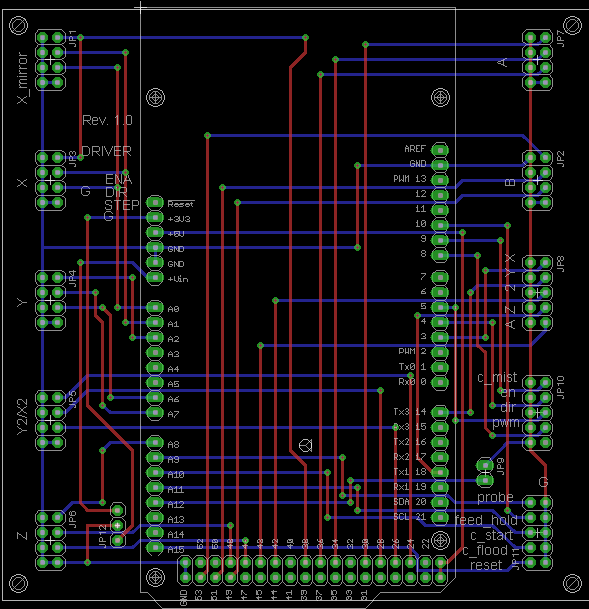 JP1
X_mirror
Rev. 1.0
DRIVER
JP3
X
ENA
G
DIR
STEP
G
JP4
Y
JP5
Y2/X2
JP6
Z
JP12
Reset
+3V3
+5V
GND
GND
+Vin
A0
A1
A2
A3
A4
A5
A6
A7
A8
A9
A10
A11
A12
A13
A14
A15
AREF
GND
PWM 13
12
11
10
9
8
7
6
5
4
3
PWM 2
Tx0 1
Rx0 0
Tx3 14
Rx3 15
Tx2 16
Rx2 17
Tx1 18
Rx1 19
SDA 20
SCL 21
JP7
A
JP2
B
JP8
A Z 2 Y X
JP10
c_mist
en
dir
pwm
JP9
probe
G
feed_hold
c_start
c_flood
reset
JP11
52
50
48
46
44
42
40
38
36
34
32
30
28
26
24
22
GND
53
51
49
47
45
43
41
39
37
35
33
31